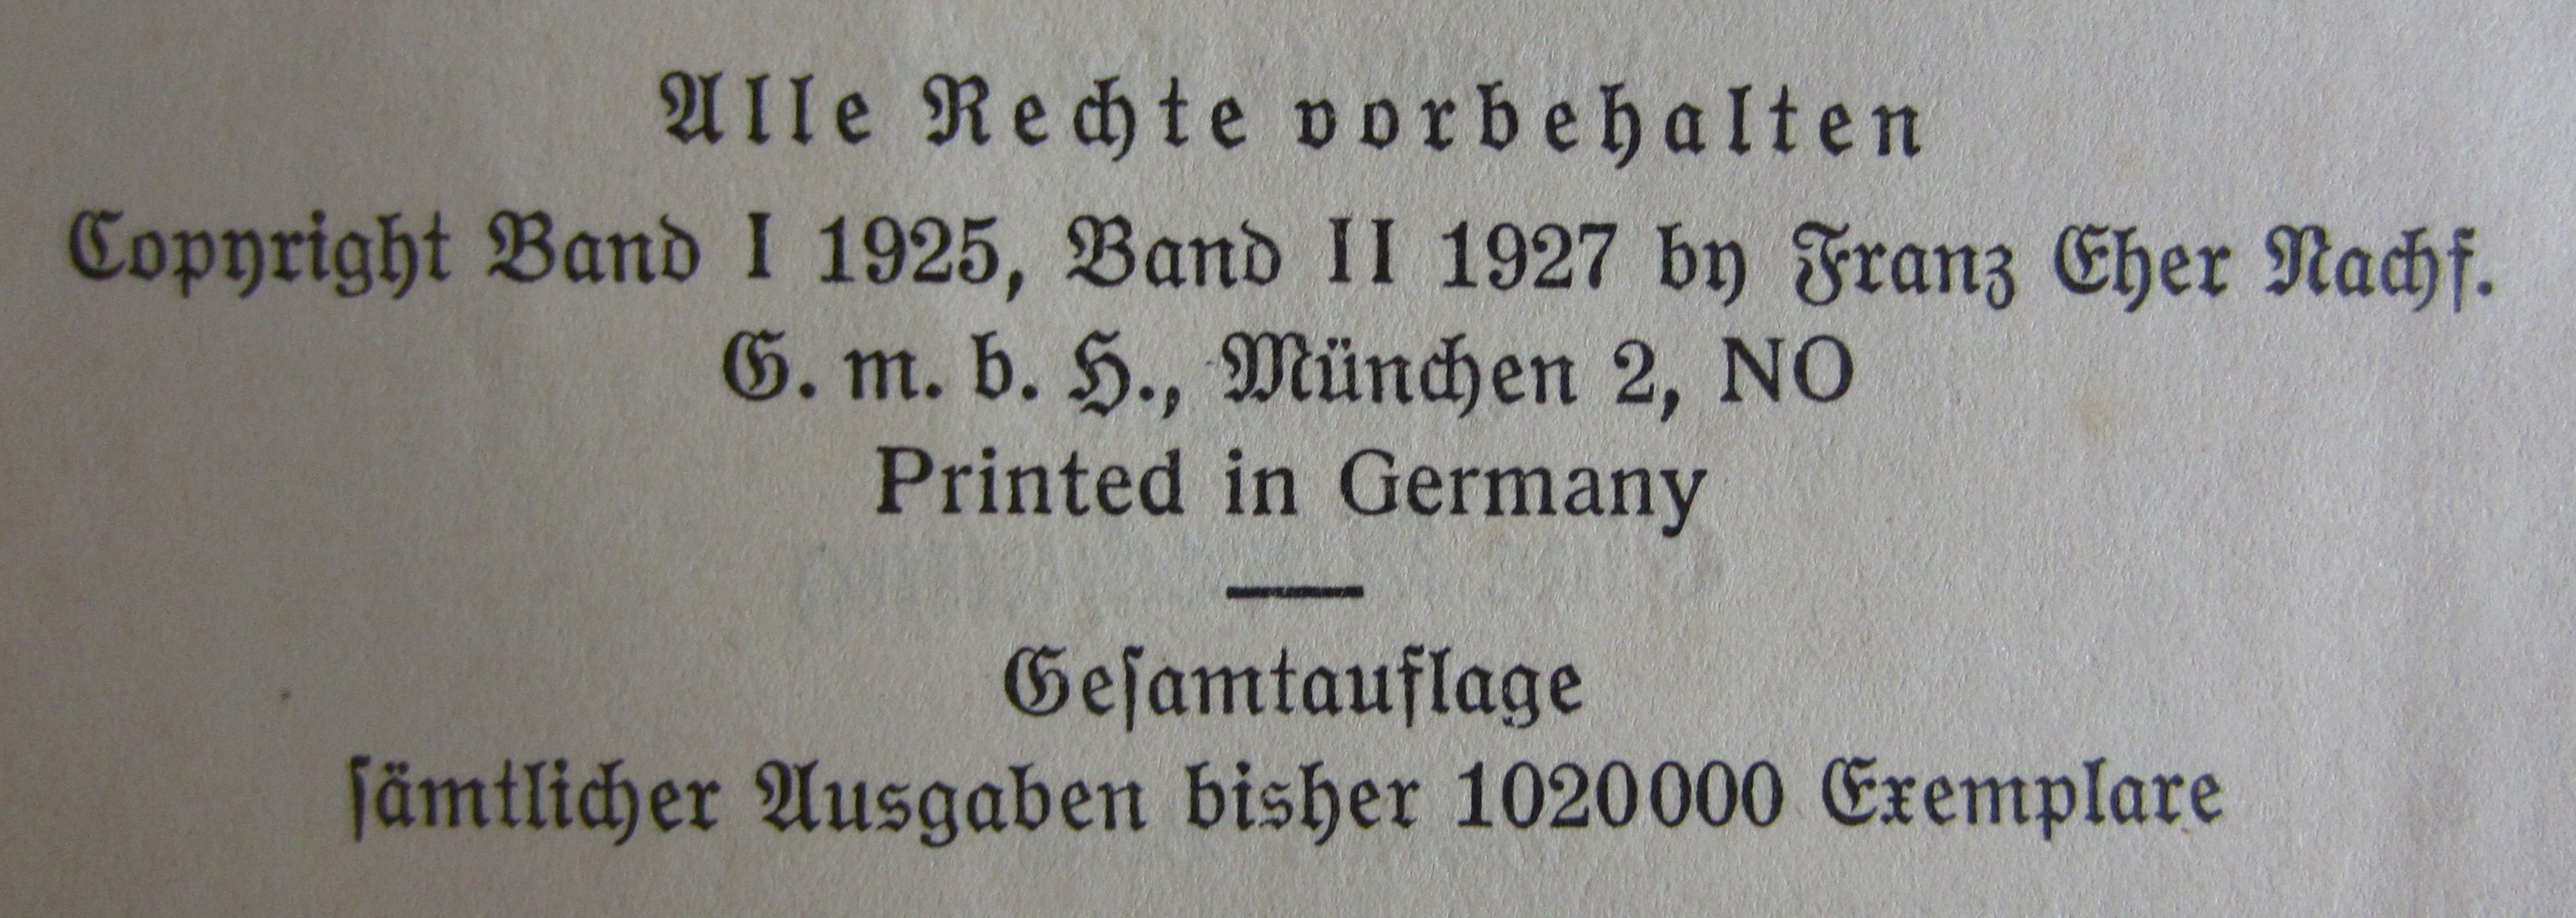 Alle Rechte vorbehalten
Copyright Band I 1925, Band II 1927 by Franz Eher Nachf.
G. m. b. H., München 2, NO
Printed in Germany
Geſamtauflage
ſämtlicher Ausgaben bisher 1020000 Exemplare